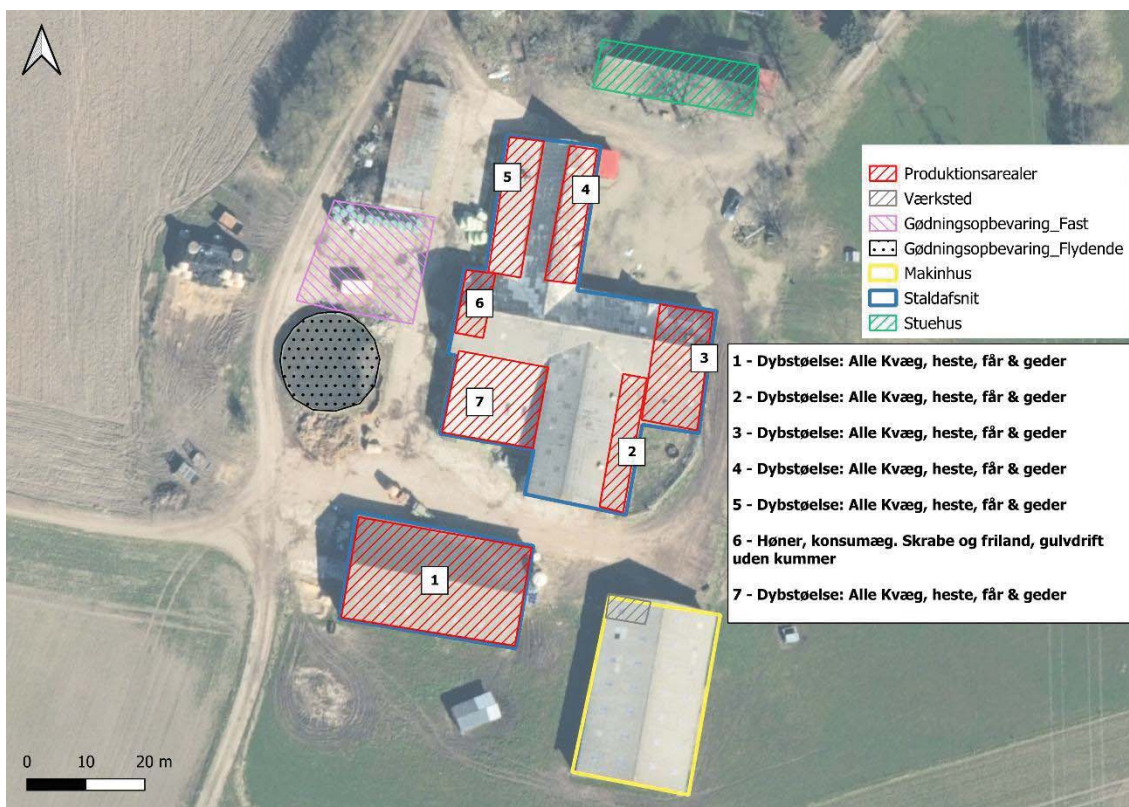 5
4
6
3
7
2
1
Produktionsarealer
Værksted
Gødningsopbevaring_Fast
Gødningsopbevaring_Flydende
Makinhus
Staldafsnit
Stuehus
1 - Dybstøelse: Alle Kvæg, heste, får & geder
2 - Dybstøelse: Alle Kvæg, heste, får & geder
3 - Dybstøelse: Alle Kvæg, heste, får & geder
4 - Dybstøelse: Alle Kvæg, heste, får & geder
5 - Dybstøelse: Alle Kvæg, heste, får & geder
6 - Høner, konsumæg. Skrabe og friland, gulvdrift
uden kummer
7 - Dybstøelse: Alle Kvæg, heste, får & geder
0 10 20 m